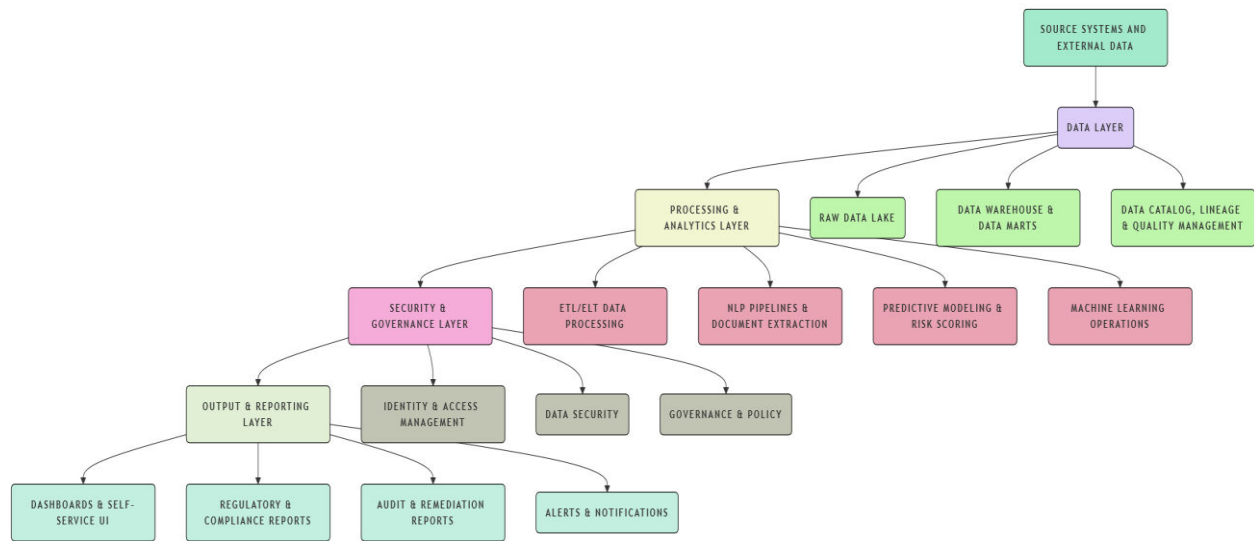 SOURCE SYSTEMS AND
EXTERNAL DATA
DATA LAYER
PROCESSING &
ANALYTICS LAYER
RAW DATA LAKE
DATA WAREHOUSE &
DATA MARTS
DATA CATALOG, LINEAGE
& QUALITY MANAGEMENT
SECURITY &
GOVERNANCE LAYER
ETL/ELT DATA
PROCESSING
NLP PIPELINES &
DOCUMENT EXTRACTION
PREDICTIVE MODELING &
RISK SCORING
MACHINE LEARNING
OPERATIONS
OUTPUT & REPORTING
LAYER
IDENTITY & ACCESS
MANAGEMENT
DATA SECURITY
GOVERNANCE & POLICY
DASHBOARDS & SELF-
SERVICE UI
REGULATORY &
COMPLIANCE REPORTS
AUDIT & REMEDIATION
REPORTS
ALERTS & NOTIFICATIONS